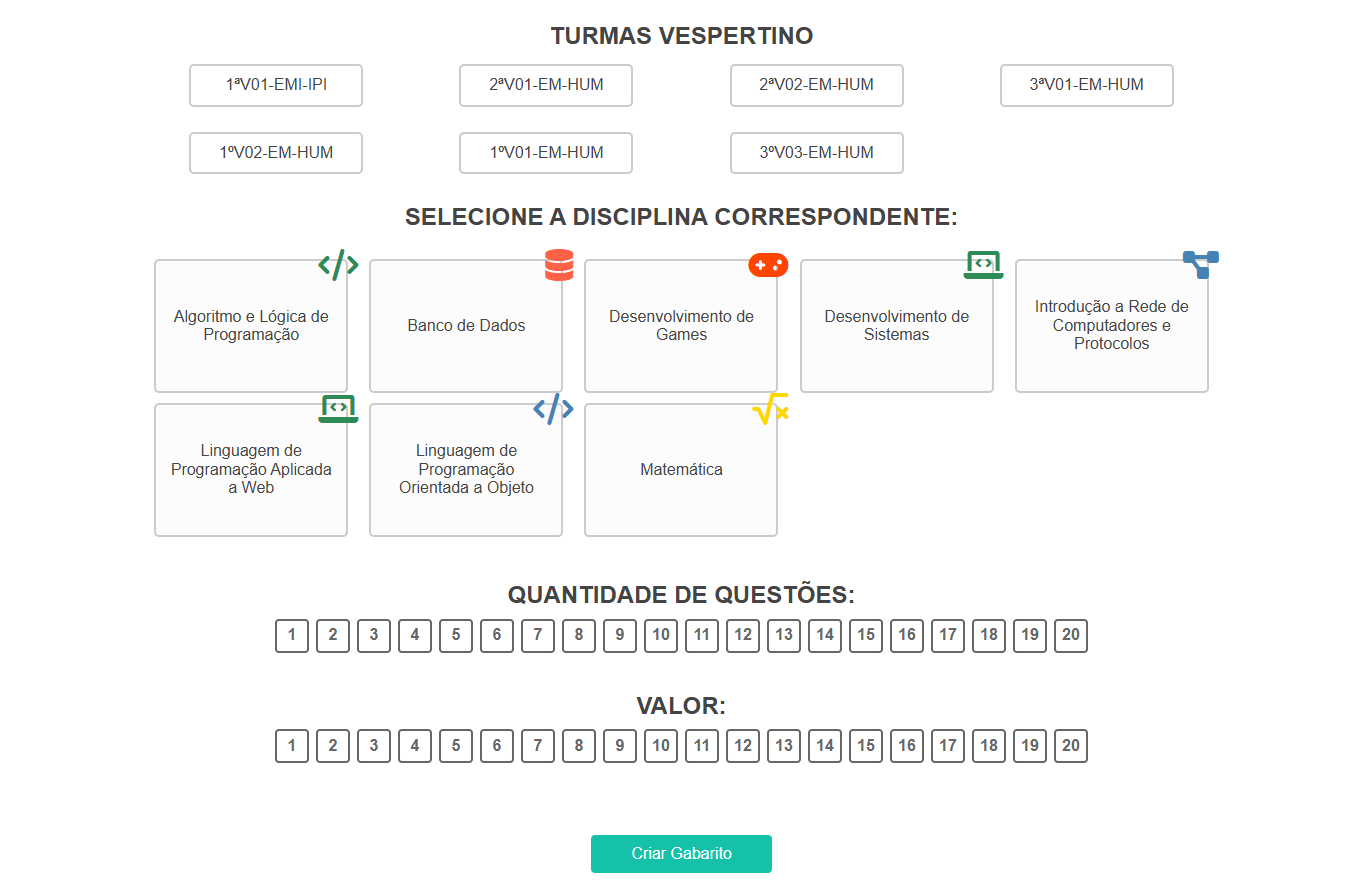 TURMAS VESPERTINO
1ªV01-EMI-IPI 2ªV01-EM-HUM 2ªV02-EM-HUM 3ªV01-EM-HUM
1ºV02-EM-HUM 1ºV01-EM-HUM 3ºV03-EM-HUM
SELECIONE A DISCIPLINA CORRESPONDENTE:
Algoritmo e Lógica de
Programação
Banco de Dados
Desenvolvimento de
Games
Desenvolvimento de
Sistemas
Introdução a Rede de
Computadores e
Protocolos
Linguagem de
Programação Aplicada
a Web
Linguagem de
Programação
Orientada a Objeto
Matemática
QUANTIDADE DE QUESTÕES:
1 2 3 4 5 6 7 8 9 10 11 12 13 14 15 16 17 18 19 20
VALOR:
1 2 3 4 5 6 7 8 9 10 11 12 13 14 15 16 17 18 19 20
Criar Gabarito